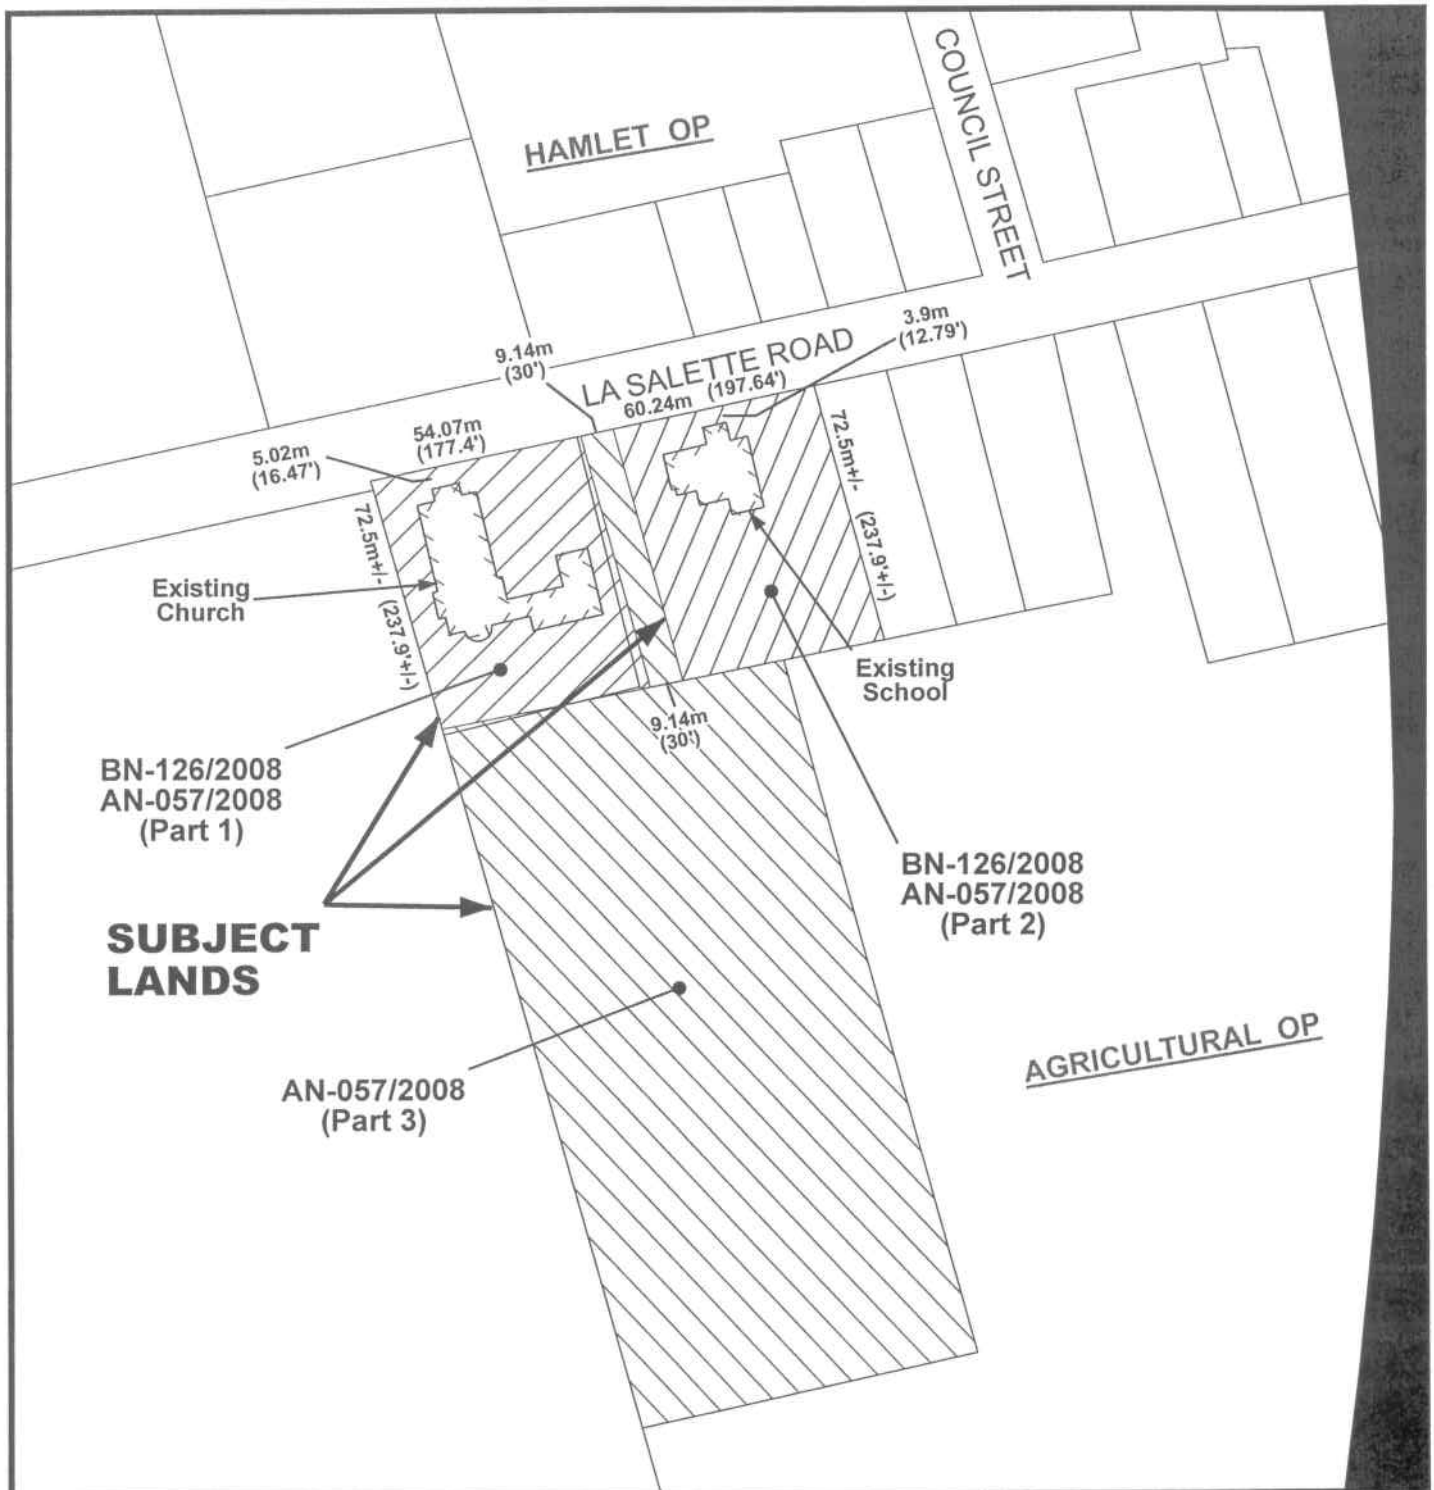 HAMLET OP
COUNCIL STREET
3.9m
(12.79')
9.14m
(30')
LA SALETTE ROAD
60.24m (197.64')
54.07m
(177.4')
5.02m
(16.47')
72.5m+/- (237.9'+/-)
72.5m+/- (237.9'+/-)
Existing
Church
Existing
School
9.14m
(30')
BN-126/2008
AN-057/2008
(Part 1)
BN-126/2008
AN-057/2008
(Part 2)
SUBJECT
LANDS
AGRICULTURAL OP
AN-057/2008
(Part 3)